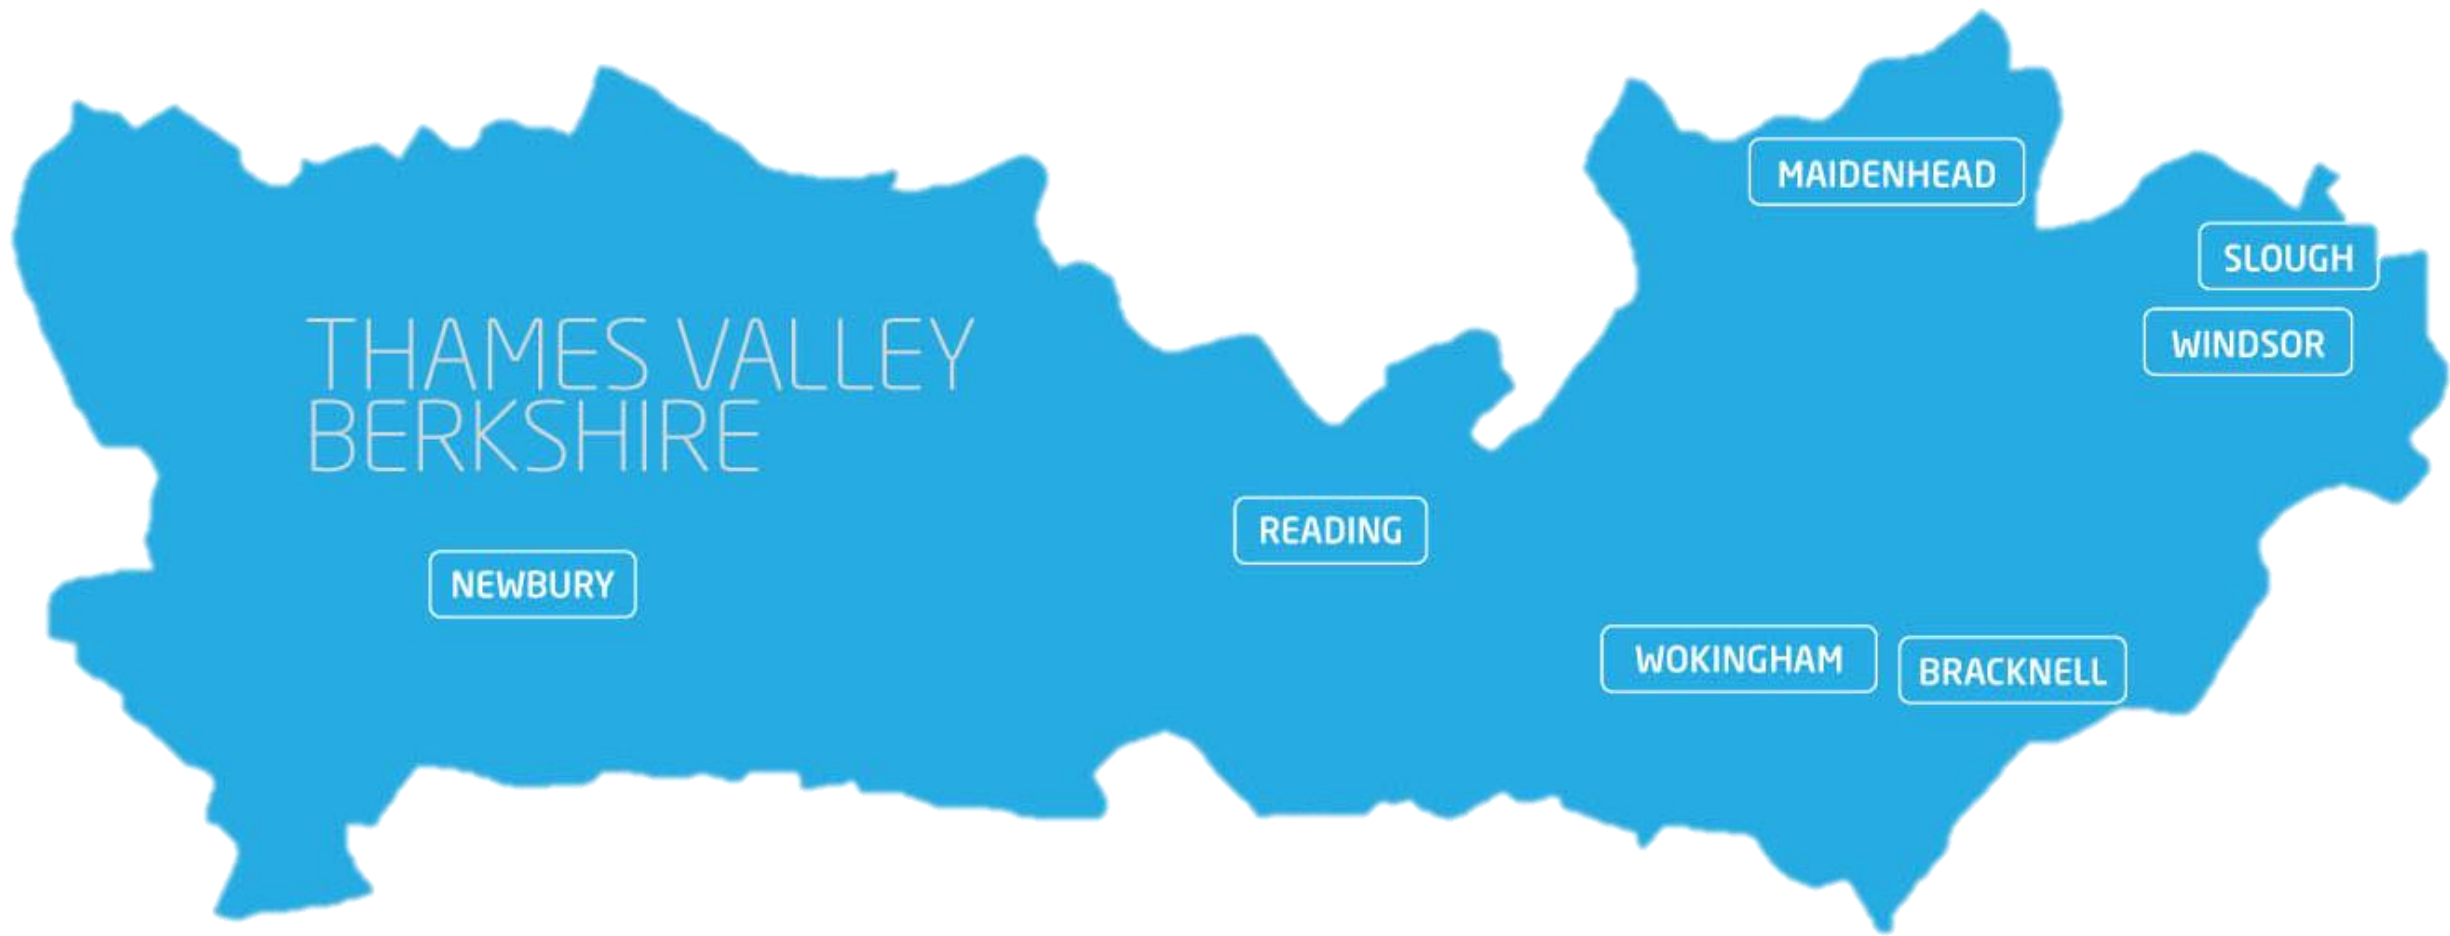 MAIDENHEAD
SLOUGH
THAMES VALLEY
WINDSOR
BERKSHIRE
READING
NEWBURY
WOKINGHAM
BRACKNELL